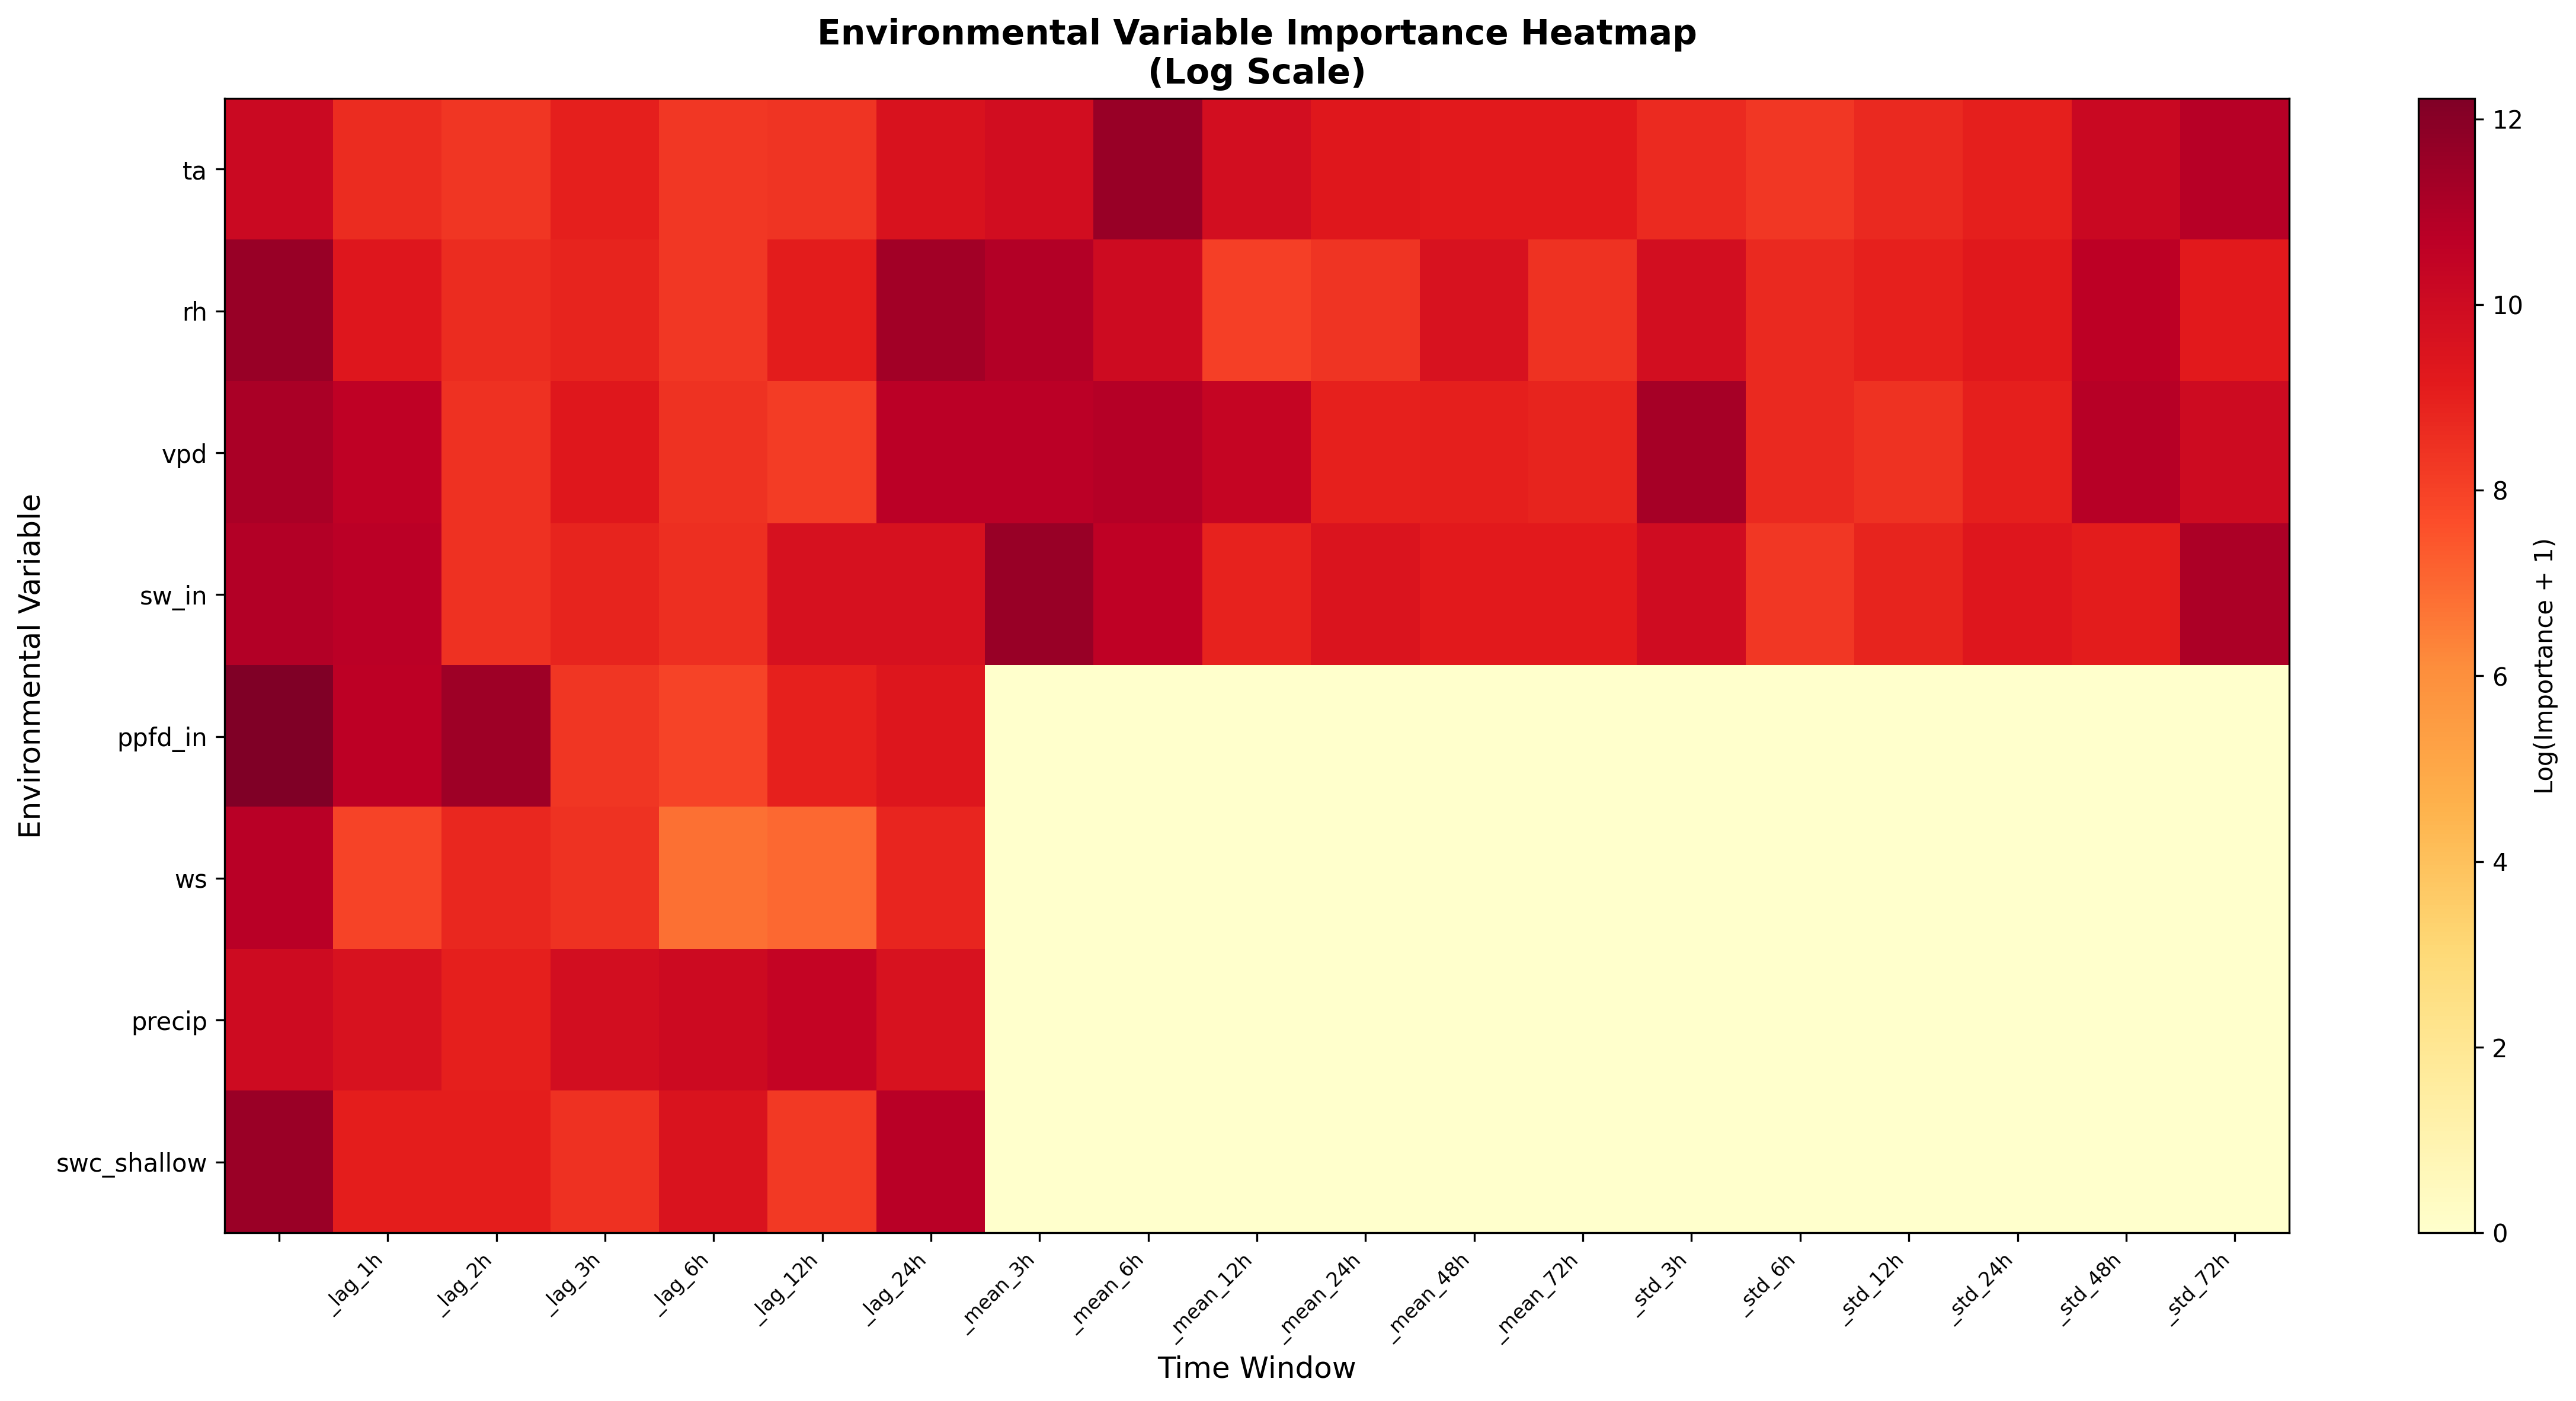 Environmental Variable Importance Heatmap
(Log Scale)
Environmental Variable
ta
rh
vpd
sw_in
ppfd_in
ws
precip
swc_shallow
_lag_1h
_lag_2h
_lag_3h
_lag_6h
_lag_12h
_lag_24h
_mean_3h
_mean_6h
_mean_12h
_mean_24h
_mean_48h
_mean_72h
_std_3h
_std_6h
_std_12h
_std_24h
_std_48h
_std_72h
Time Window
12
10
8
6
4
2
0
Log(Importance + 1)